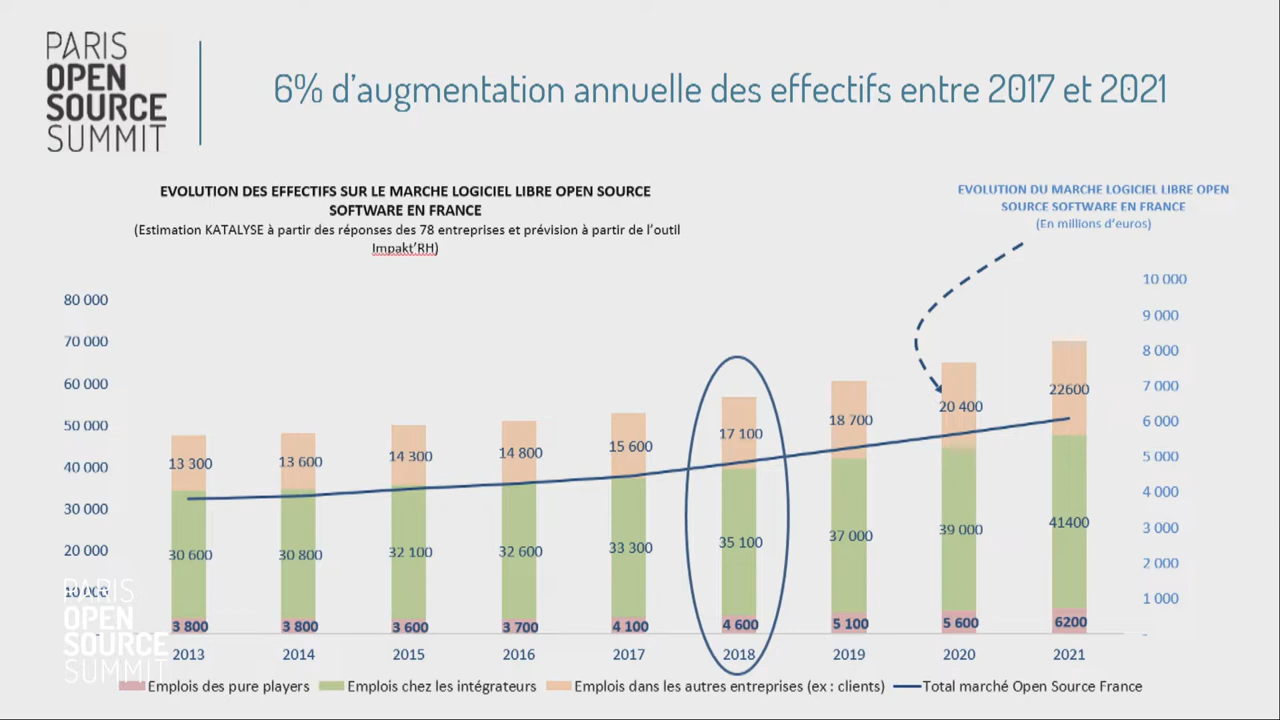 PARIS
OPEN
SOURCE
SUMMIT
6% d’augmentation annuelle des effectifs entre 2017 et 2021
EVOLUTION DES EFFECTIFS SUR LE MARCHE LOGICIEL LIBRE OPEN SOURCE
SOFTWARE EN FRANCE
(Estimation KATALYSE à partir des réponses des 78 entreprises et prévision à partir de l’outil
Impakt’RH)
EVOLUTION DU MARCHE LOGICIEL LIBRE OPEN
SOURCE SOFTWARE EN FRANCE
(En millions d’euros)
80 000
70 000
60 000
50 000
40 000
30 000
20 000
10 000
10 000
9 000
8 000
7 000
6 000
5 000
4 000
3 000
2 000
1 000
-
13 300 13 600 14 300 14 800 15 600 17 100 18 700 20 400 22600
30 600 30 800 32 100 32 600 33 300 35 100 37 000 39 000 41400
3 800 3 800 3 600 3 700 4 100 4 600 5 100 5 600 6200
2013 2014 2015 2016 2017 2018 2019 2020 2021
Emplois des pure players Emplois chez les intégrateurs Emplois dans les autres entreprises (ex : clients) Total marché Open Source France
PARIS
OPEN
SOURCE
SUMMIT